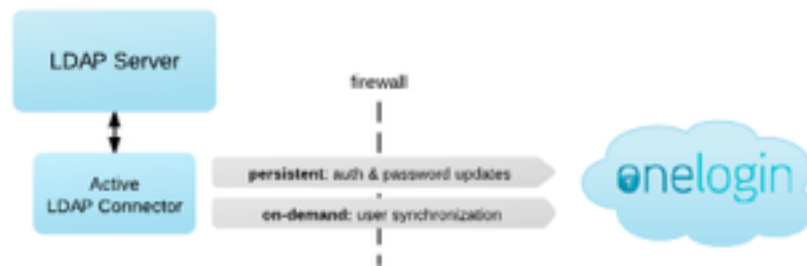 LDAP Server
firewall
Active
LDAP Connector
persistent: auth & password updates
on-demand: user synchronization
onelogin